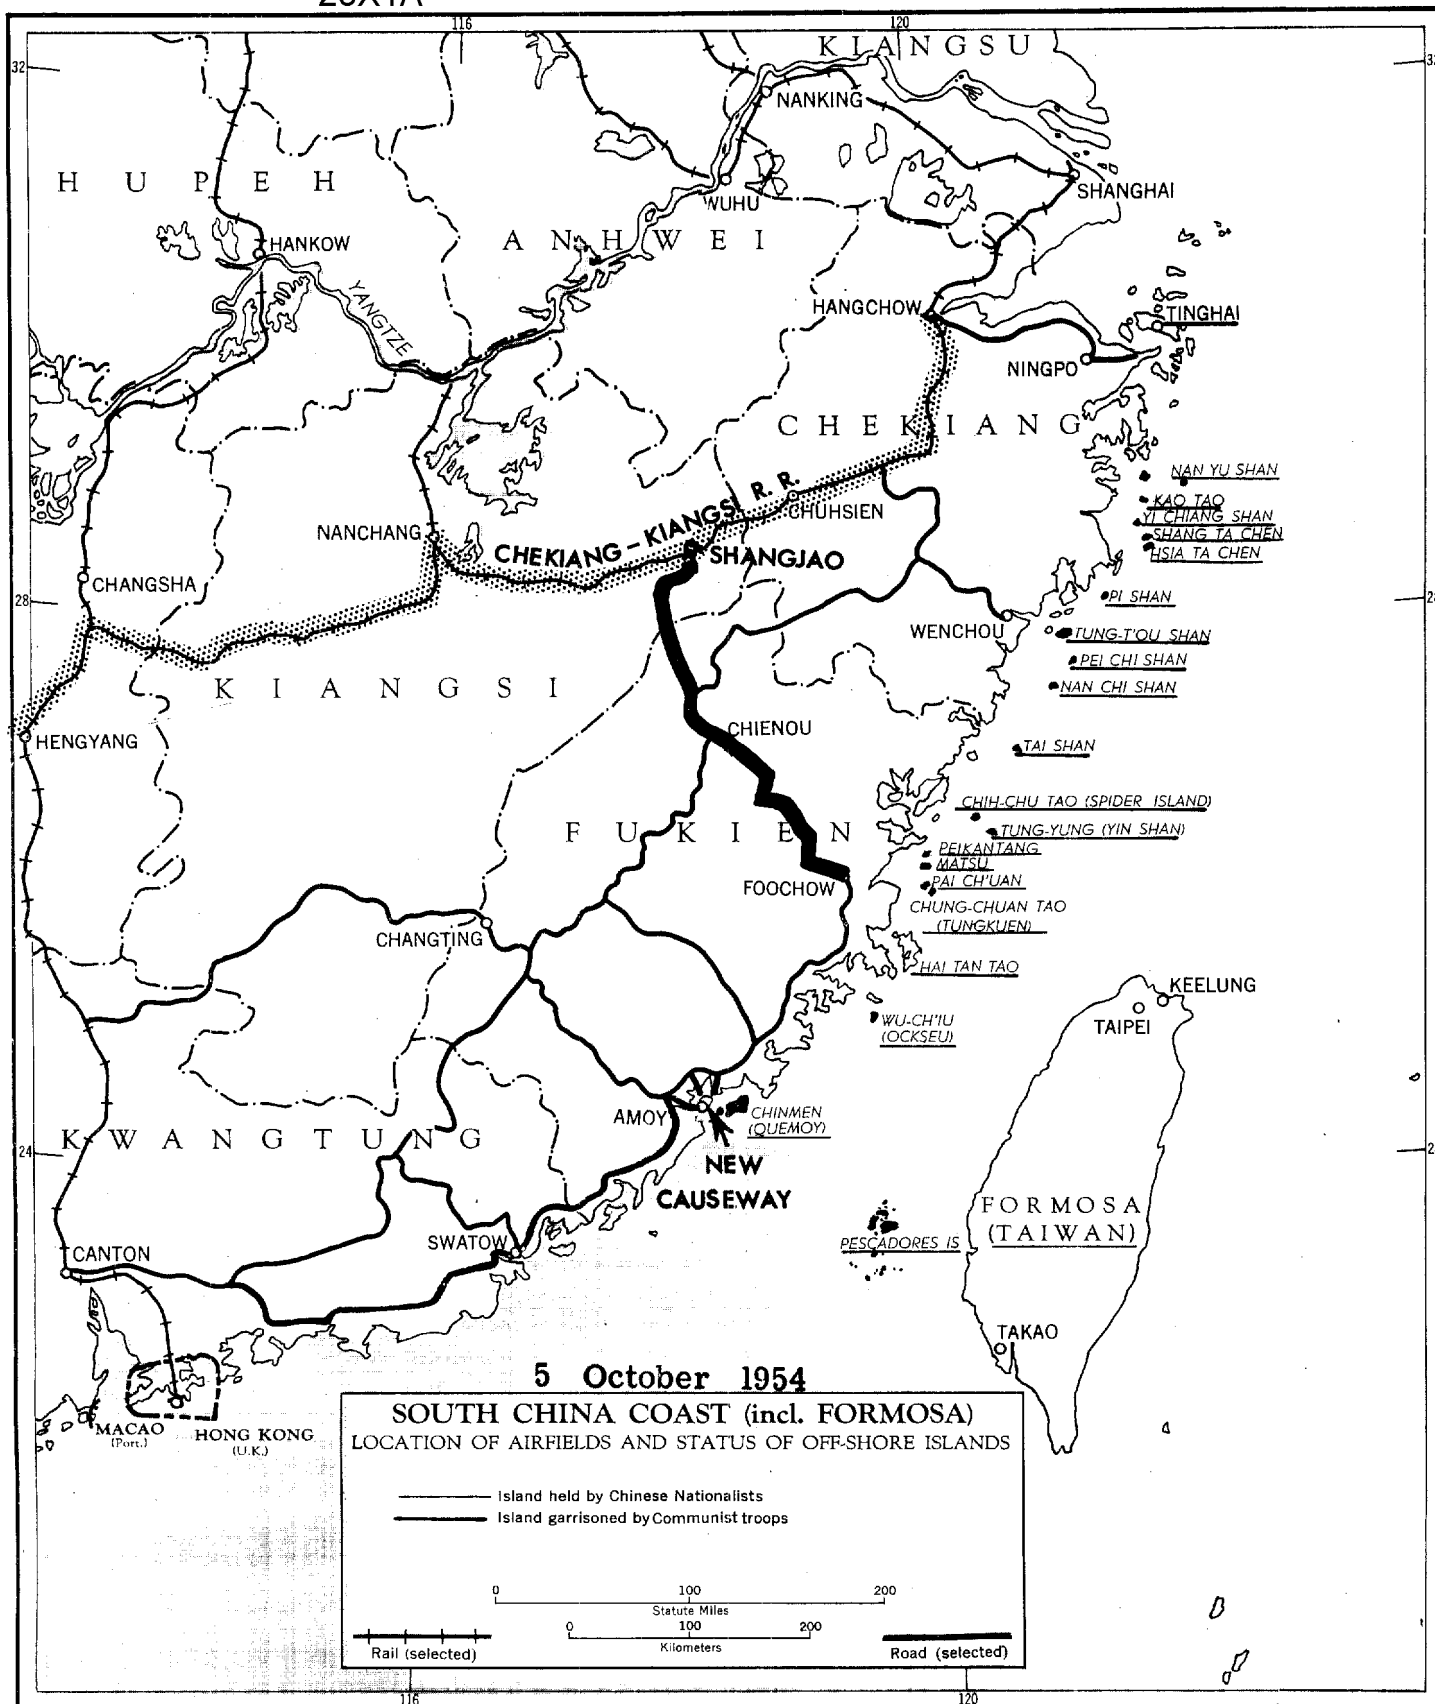 116
120
KIANGSU
32
NANKING
SHANGHAI
WUHU
HUPEH
ANHWEI
HANKOW
YANGTZE
HANGCHOW
TINGHAI
NINGPO
CHEKIANG
NAN YU SHAN
KAO TAO
YI CHIANG SHAN
SHANG TA CHEN
HSIA TA CHEN
CHEKIANG-KIANGSI R. R.
CHUHSIEN
NANCHANG
SHANGJAO
CHANGSHA
28
PI SHAN
WENCHOU
TUNG-T'OU SHAN
PEI CHI SHAN
NAN CHI SHAN
KIANGSI
HENGYANG
CHIENOU
TAI SHAN
CHIH-CHU TAO (SPIDER ISLAND)
FUKIEN
TUNG-YUNG (YIN SHAN)
PEIKANTANG
MATSU
PAI CH'UAN
FOOCHOW
CHUNG-CHUAN TAO
(TUNGKUEN)
CHANGTING
HAI TAN TAO
KEELUNG
TAIPEI
WU-CH'IU
(OCKSEU)
AMOY
CHINMEN
(QUEMOY)
KWANGTUNG
24
NEW
CAUSEWAY
FORMOSA
(TAIWAN)
PESCADORES IS
SWATOW
CANTON
TAKAO
MACAO
(Port.)
HONG KONG
(U.K.)
5 October 1954
SOUTH CHINA COAST (incl. FORMOSA)
LOCATION OF AIRFIELDS AND STATUS OF OFF-SHORE ISLANDS
Island held by Chinese Nationalists
Island garrisoned by Communist troops
0 100 200
Statute Miles
0 100 200
Kilometers
Rail (selected)
Road (selected)
116
120